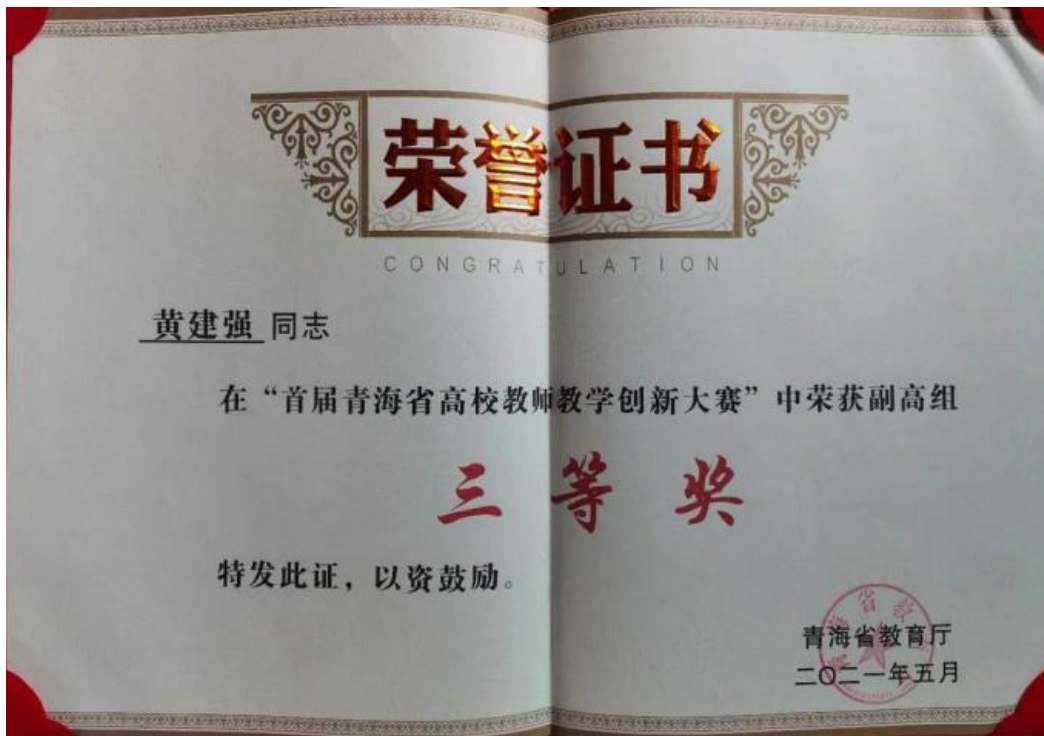 荣誉证书
CONGRATULATION
黄建强 同志
在“首届青海省高校教师教学创新大赛”中荣获副高组
三等奖
特发此证，以资鼓励。
青海省教育厅
二〇二一年五月